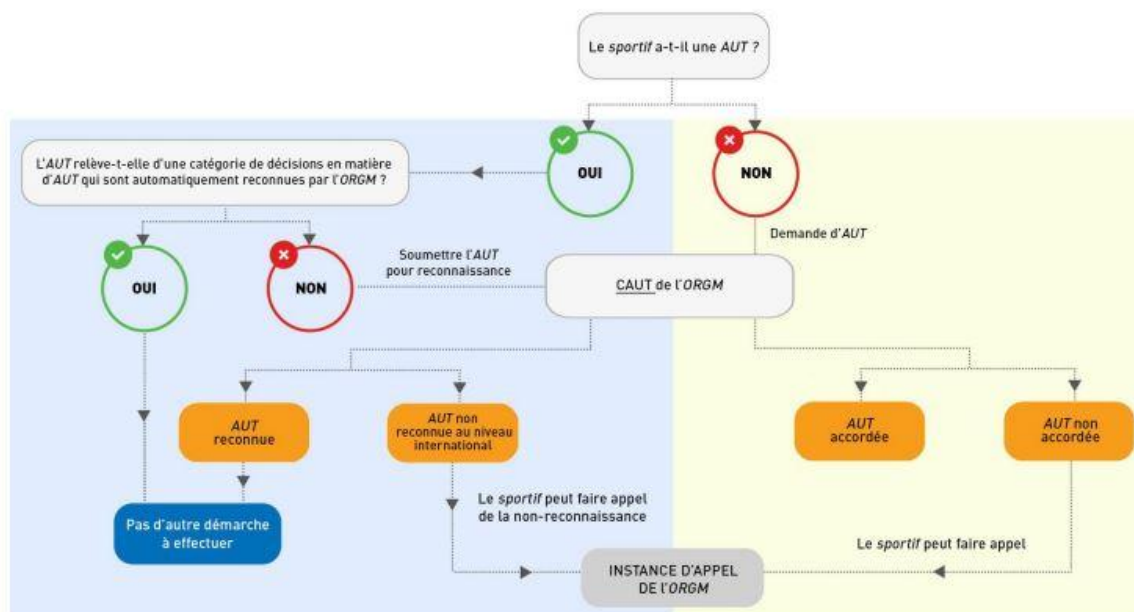 Le sportif a-t-il une AUT ?
OUI
NON
L'AUT relève-t-elle d'une catégorie de décisions en matière
d'AUT qui sont automatiquement reconnues par l'ORGM ?
Demande d'AUT
OUI
NON
Soumettre l'AUT
pour reconnaissance
CAUT de l'ORGM
AUT
reconnue
AUT non
reconnue au niveau
international
AUT
accordée
AUT non
accordée
Pas d'autre démarche
à effectuer
Le sportif peut faire appel
de la non-reconnaissance
Le sportif peut faire appel
INSTANCE D'APPEL
DE L'ORGM